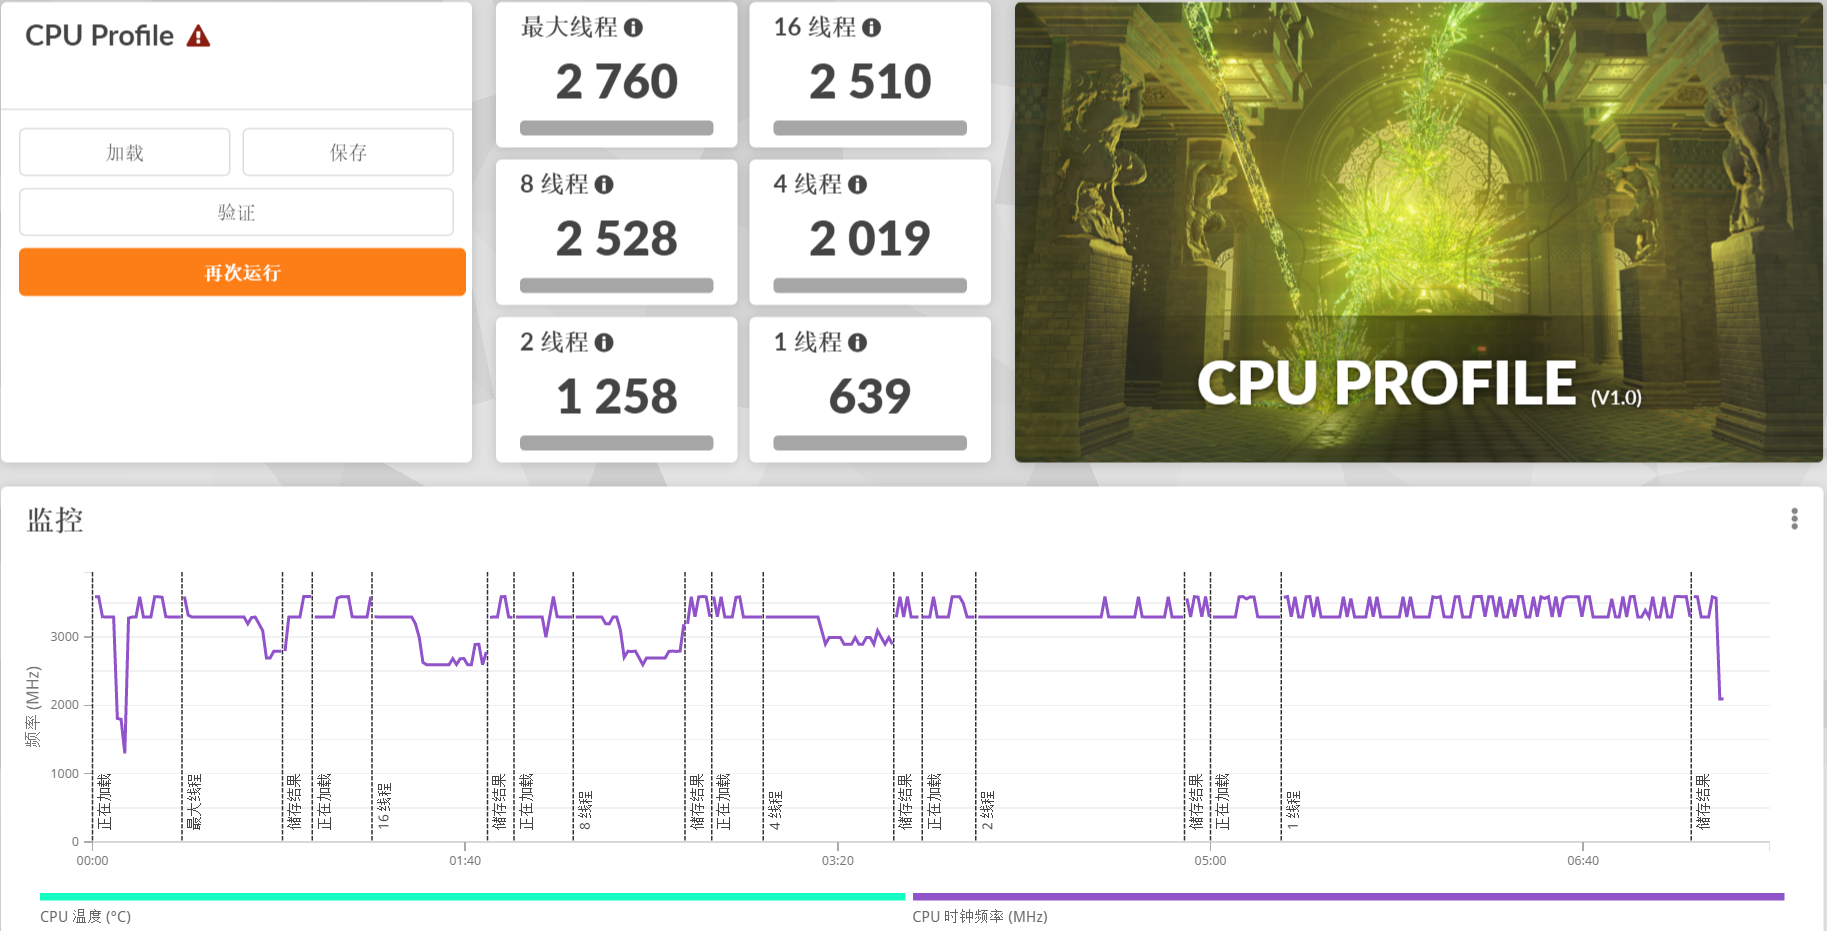 CPU Profile
加载
保存
验证
再次运行
最大线程
2 760
16 线程
2 510
8 线程
2 528
4 线程
2 019
2 线程
1 258
1 线程
639
CPU PROFILE (V1.0)
监控
频率 (MHz)
3000
2000
1000
0
正在加载
最大线程
储存结果
正在加载
16 线程
储存结果
正在加载
8 线程
储存结果
正在加载
4 线程
储存结果
正在加载
2 线程
储存结果
正在加载
1 线程
储存结果
00:00
01:40
03:20
05:00
06:40
CPU 温度 (°C)
CPU 时钟频率 (MHz)